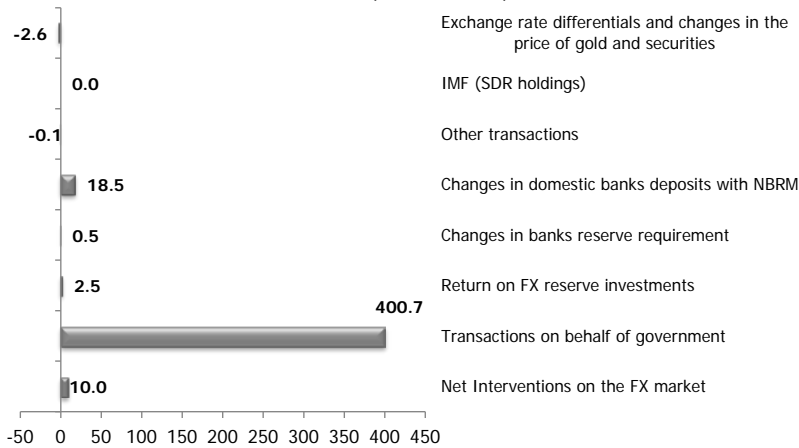 Exchange rate differentials and changes in the
-2.6
price of gold and securities
0.0 IMF (SDR holdings)
-0.1 Other transactions
18.5 Changes in domestic banks deposits with NBRM
0.5 Changes in banks reserve requirement
2.5 Return on FX reserve investments
400.7
Transactions on behalf of government
10.0 Net Interventions on the FX market
-50 0 50 100 150 200 250 300 350 400 450